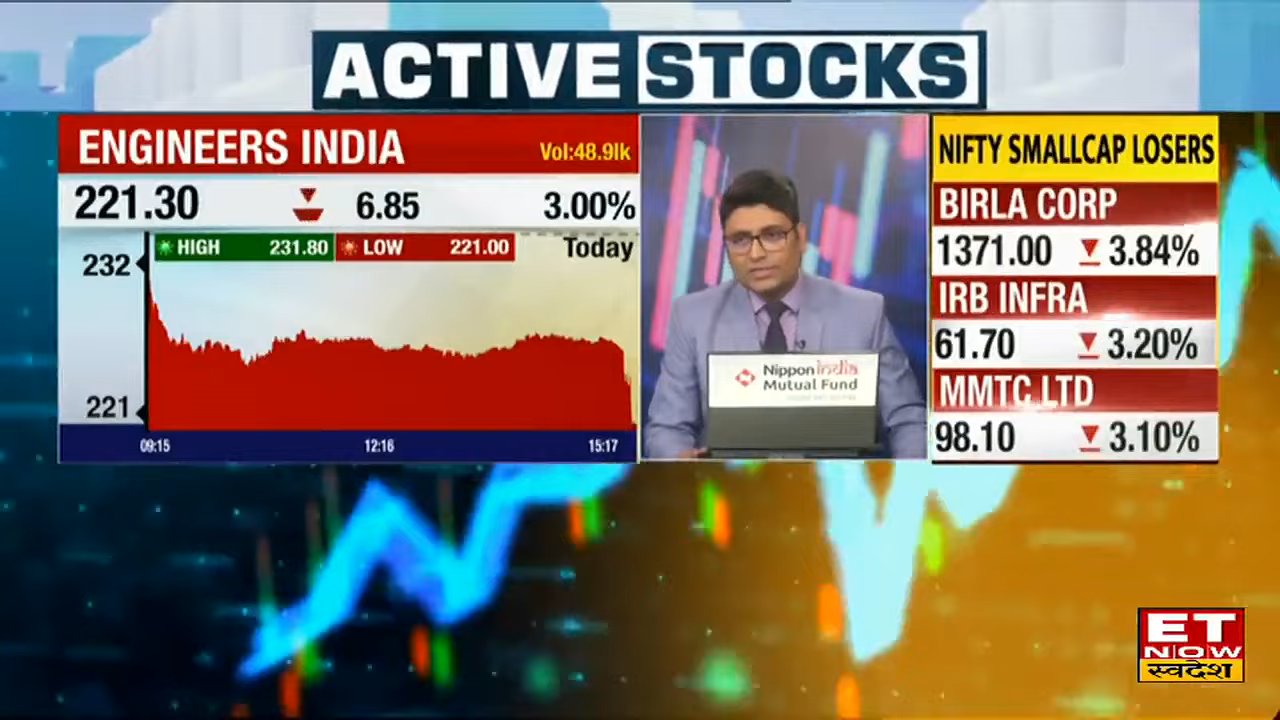 ACTIVE STOCKS
ENGINEERS INDIA Vol:48.9lk
221.30 6.85 3.00%
HIGH 231.80 LOW 221.00 Today
232
221
09:15 12:16 15:17
Nippon India
Mutual Fund
NIFTY SMALLCAP LOSERS
BIRLA CORP
1371.00 3.84%
IRB INFRA
61.70 3.20%
MMTC LTD
98.10 3.10%
ET
NOW
स्वदेश